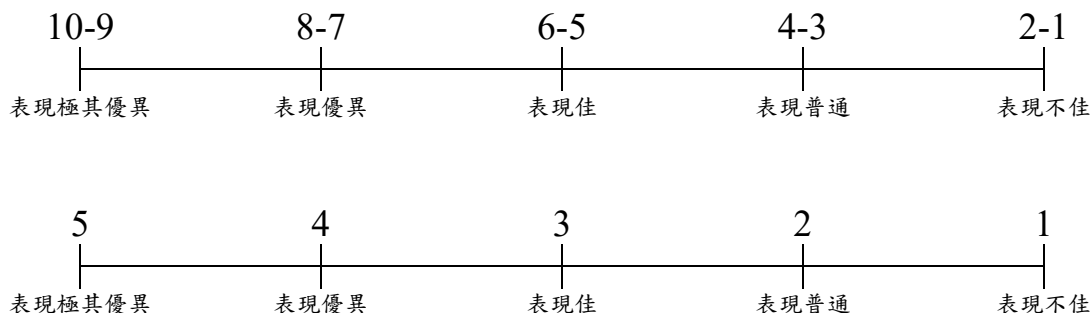 10-9 8-7 6-5 4-3 2-1
表現極其優異 表現優異 表現佳 表現普通 表現不佳
5 4 3 2 1
表現極其優異 表現優異 表現佳 表現普通 表現不佳